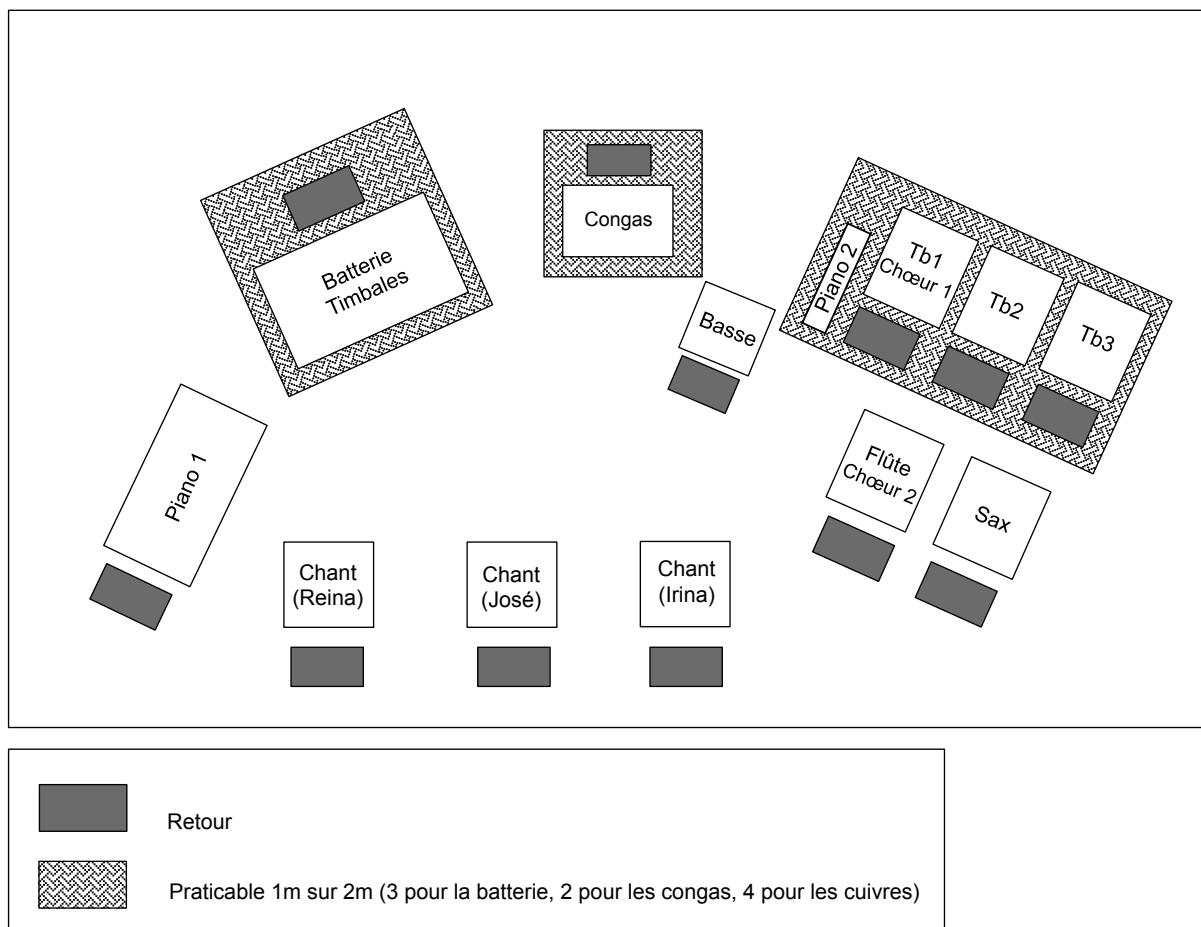 Batterie
Timbales
Congas
Piano 2
Tb1
Chœur 1
Tb2
Tb3
Basse
Piano 1
Flûte
Chœur 2
Sax
Chant
(Reina)
Chant
(José)
Chant
(Irina)
Retour
Praticable 1m sur 2m (3 pour la batterie, 2 pour les congas, 4 pour les cuivres)